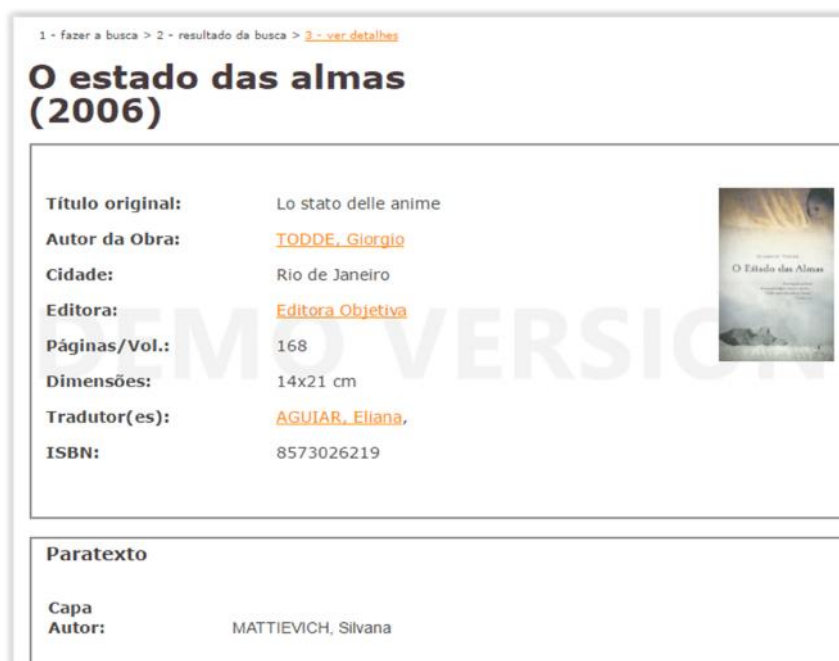 1 - fazer a busca > 2 - resultado da busca > 3 - ver detalhes
O estado das almas
(2006)
Título original: Lo stato delle anime
Autor da Obra: TODDE, Giorgio
Cidade: Rio de Janeiro
Editora: Editora Objetiva
Páginas/Vol.: 168
Dimensões: 14x21 cm
Tradutor(es): AGUIAR, Eliana,
ISBN: 8573026219
O Estado das Almas
DEMO VERSION
Paratexto
Capa
Autor: MATTIEVICH, Silvana